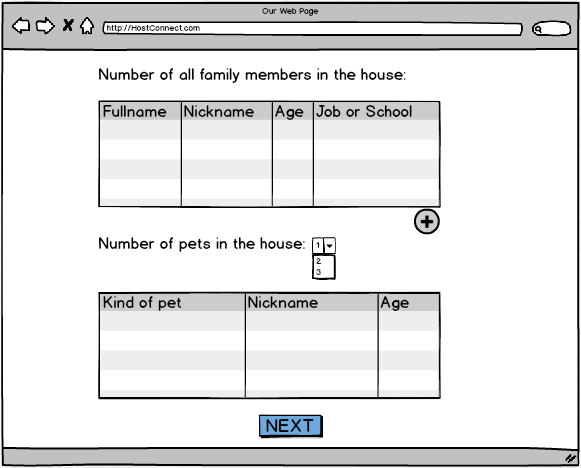 Our Web Page
http://HostConnect.com
Number of all family members in the house:
Fullname Nickname Age Job or School
Number of pets in the house: 1
2
3
Kind of pet Nickname Age
NEXT